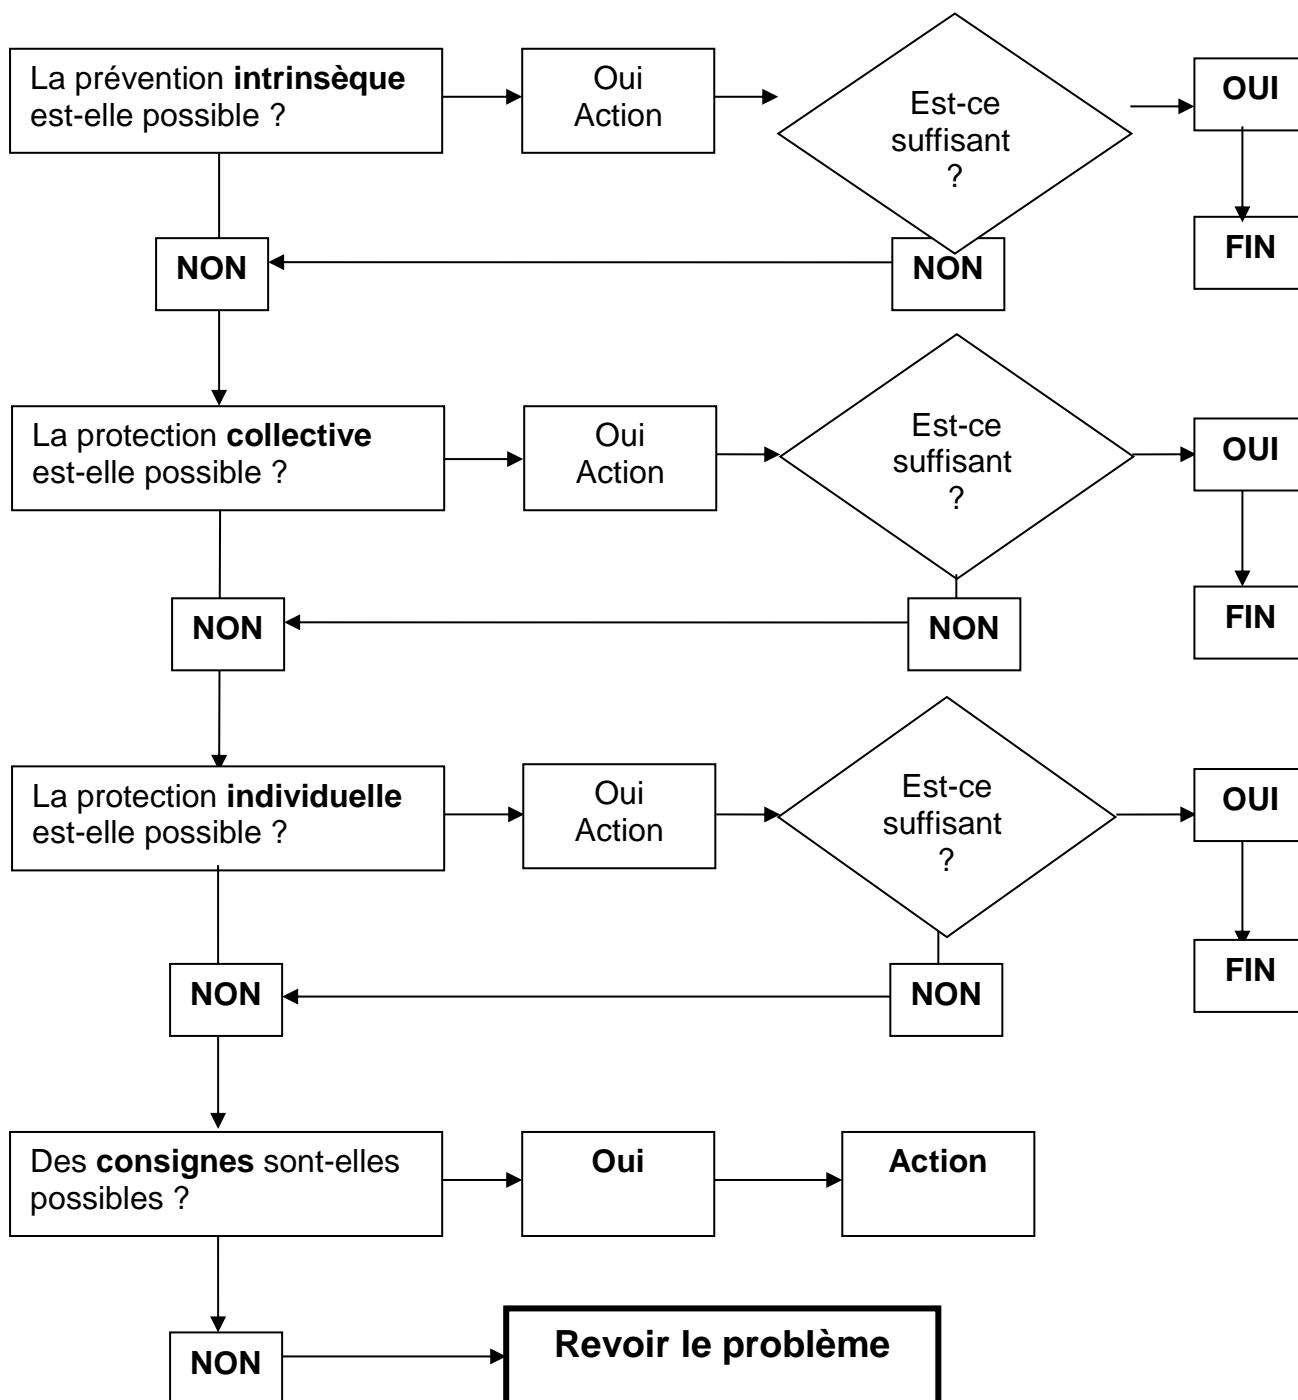 La prévention intrinsèque
est-elle possible ?
Oui
Action
Est-ce
suffisant
?
OUI
FIN
NON
NON
La protection collective
est-elle possible ?
Oui
Action
Est-ce
suffisant
?
OUI
FIN
NON
NON
La protection individuelle
est-elle possible ?
Oui
Action
Est-ce
suffisant
?
OUI
FIN
NON
NON
Des consignes sont-elles
possibles ?
Oui
Action
NON
Revoir le problème